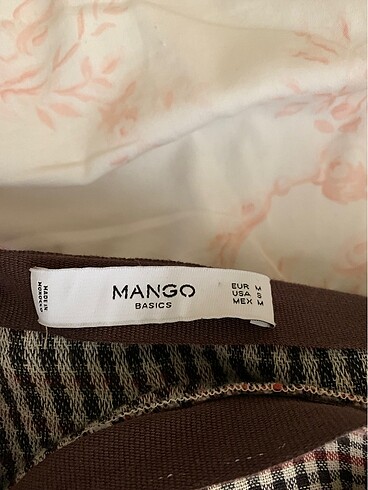 MANGO
BASICS
EUR M
USA S
MEX M
MADE IN
MOROCCO